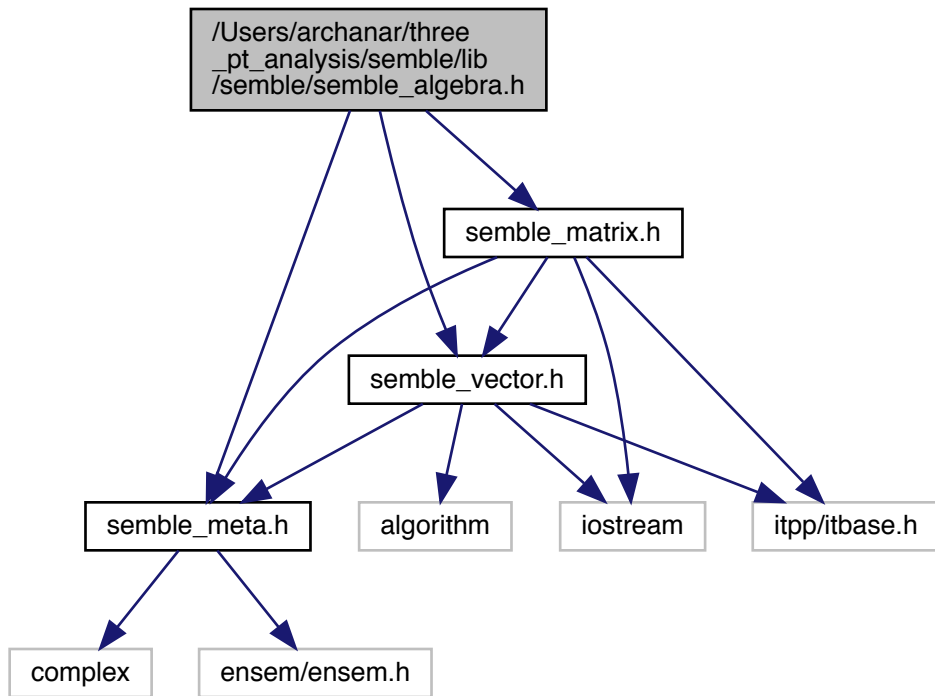 /Users/archanar/three
_pt_analysis/semble/lib
/semble/semble_algebra.h
semble_matrix.h
semble_vector.h
semble_meta.h
algorithm
iostream
itpp/itbase.h
complex
ensem/ensem.h